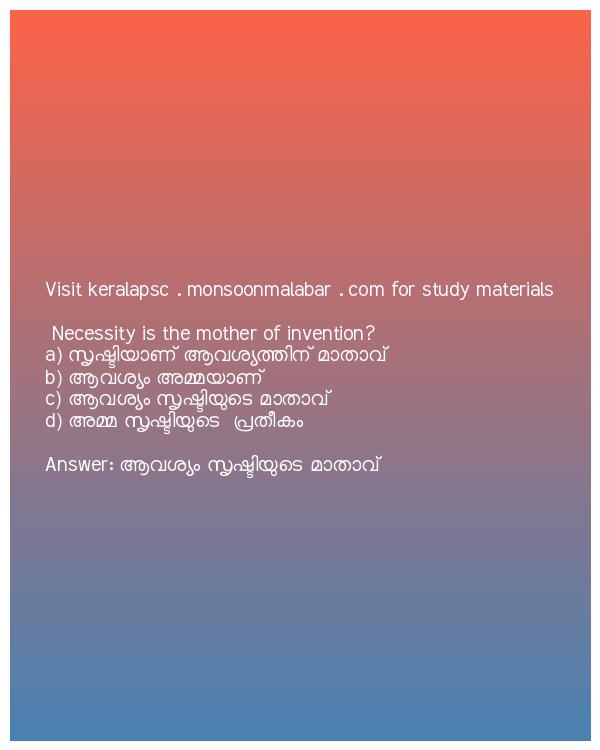 Visit keralapsc . monsoonmalabar . com for study materials
Necessity is the mother of invention?
a) സൃഷ്ടിയാണ് ആവശ്യത്തിന് മാതാവ്
b) ആവശ്യം അമ്മയാണ്
c) ആവശ്യം സൃഷ്ടിയുടെ മാതാവ്
d) അമ്മ സൃഷ്ടിയുടെ പ്രതീകം
Answer: ആവശ്യം സൃഷ്ടിയുടെ മാതാവ്